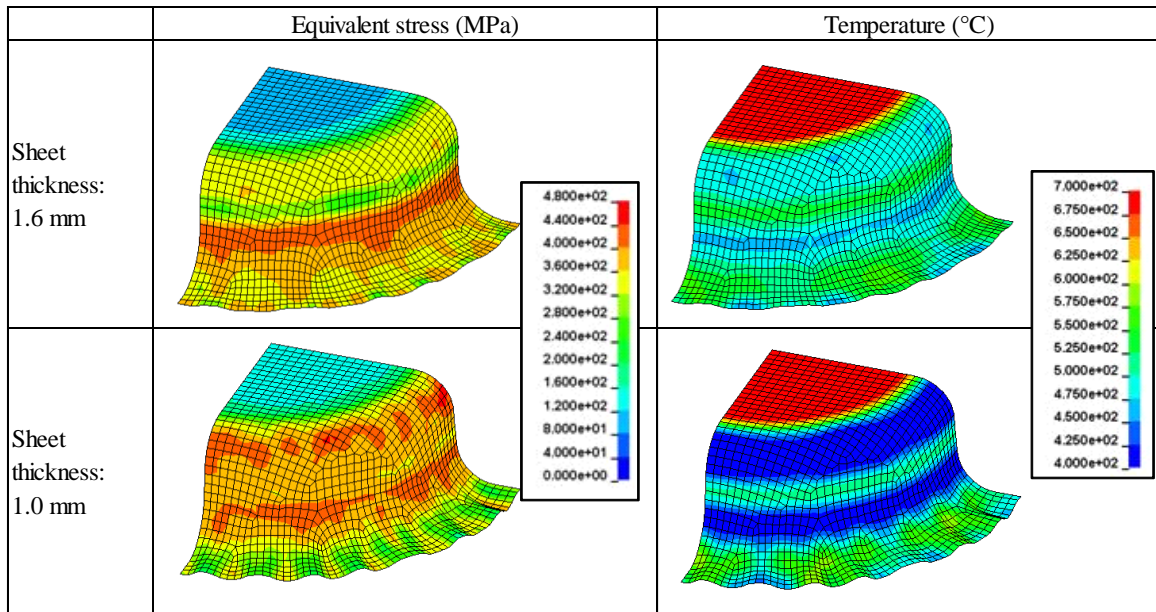 Equivalent stress (MPa)
Temperature (°C)
Sheet
thickness:
1.6 mm
4.800e+02
4.400e+02
4.000e+02
3.600e+02
3.200e+02
2.800e+02
2.400e+02
2.000e+02
1.600e+02
1.200e+02
8.000e+01
4.000e+01
0.000e+00
7.000e+02
6.750e+02
6.500e+02
6.250e+02
6.000e+02
5.750e+02
5.500e+02
5.250e+02
5.000e+02
4.750e+02
4.500e+02
4.250e+02
4.000e+02
Sheet
thickness:
1.0 mm